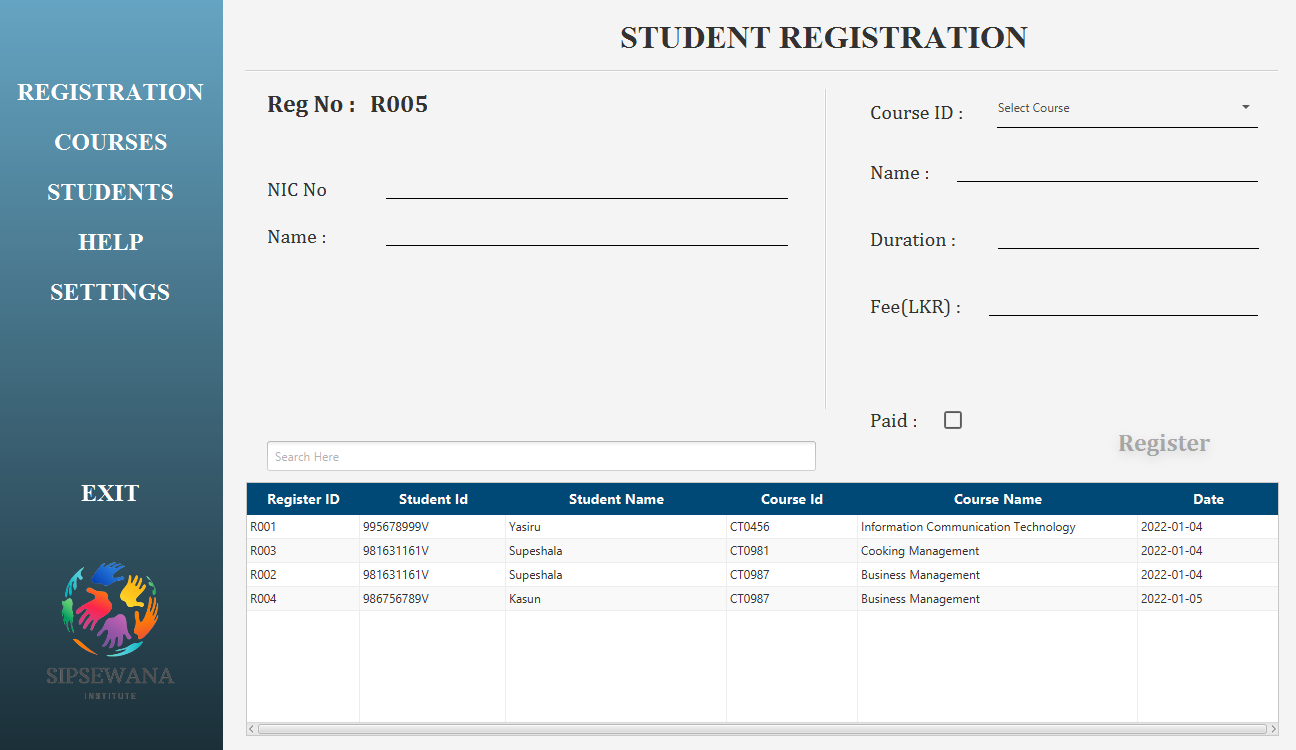 REGISTRATION
COURSES
STUDENTS
HELP
SETTINGS
EXIT
SIPSEWANA
INSTITUTE
STUDENT REGISTRATION
Reg No : R005
NIC No
Name :
Course ID : Select Course
Name :
Duration :
Fee(LKR) :
Paid :
Register
Search Here
Register ID Student Id Student Name Course Id Course Name Date
R001 995678999V Yasiru CT0456 Information Communication Technology 2022-01-04
R003 981631161V Supeshala CT0981 Cooking Management 2022-01-04
R002 981631161V Supeshala CT0987 Business Management 2022-01-04
R004 986756789V Kasun CT0987 Business Management 2022-01-05